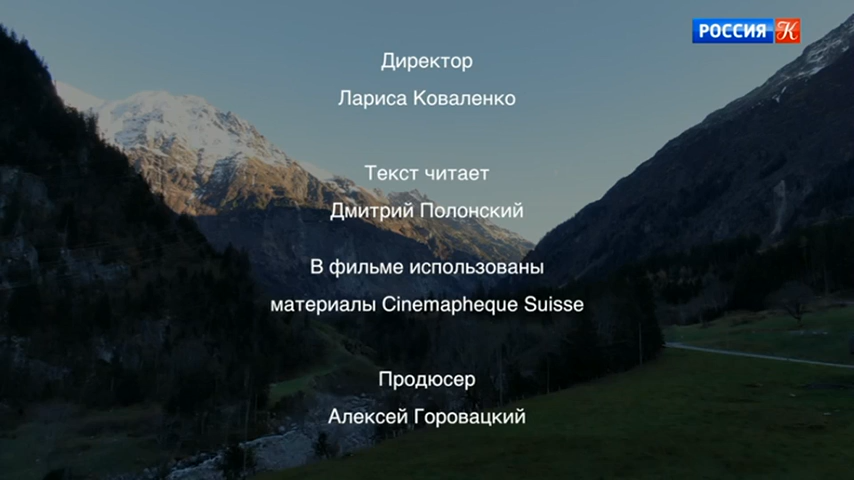 РОССИЯ К
Директор
Лариса Коваленко
Текст читает
Дмитрий Полонский
В фильме использованы
материалы Cinemapheque Suisse
Продюсер
Алексей Горовацкий